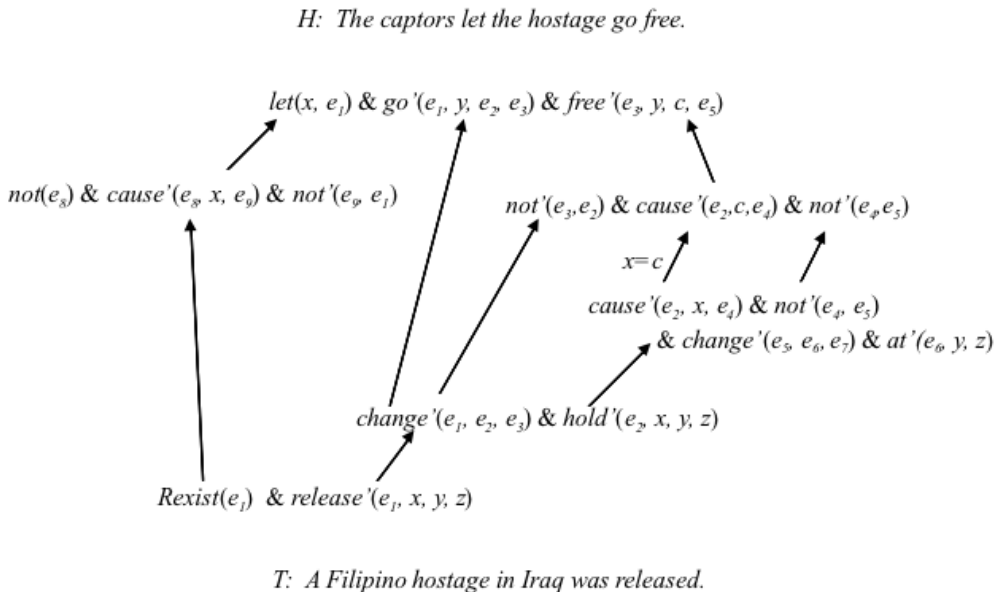 H: The captors let the hostage go free.
let(x, e₁) & go’(e₁, y, e₂, e₃) & free’(e₃, y, c, e₅)
not(e₈) & cause’(e₈, x, e₉) & not’(e₉, e₁)
not’(e₃,e₂) & cause’(e₂,c,e₄) & not’(e₄,e₅)
x=c
cause’(e₂, x, e₄) & not’(e₄, e₅)
& change’(e₅, e₆, e₇) & at’(e₆, y, z)
change’(e₁, e₂, e₃) & hold’(e₂, x, y, z)
Rexist(e₁) & release’(e₁, x, y, z)
T: A Filipino hostage in Iraq was released.